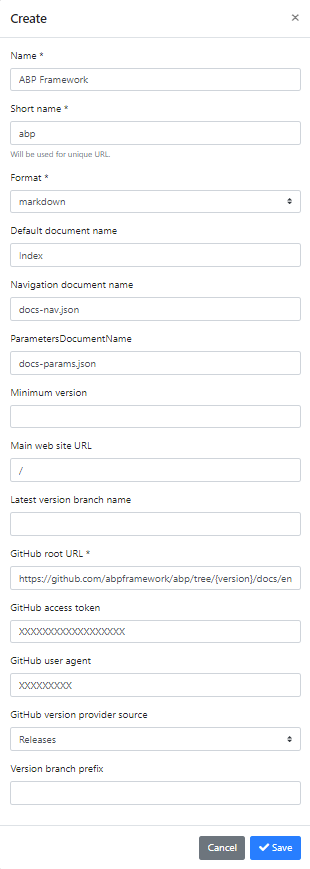 Create
×
Name *
ABP Framework
Short name *
abp
Will be used for unique URL.
Format *
markdown
Default document name
Index
Navigation document name
docs-nav.json
ParametersDocumentName
docs-params.json
Minimum version
Main web site URL
/
Latest version branch name
GitHub root URL *
https://github.com/abpframework/abp/tree/{version}/docs/en
GitHub access token
XXXXXXXXXXXXXXXXXX
GitHub user agent
XXXXXXXXX
GitHub version provider source
Releases
Version branch prefix
Cancel
Save